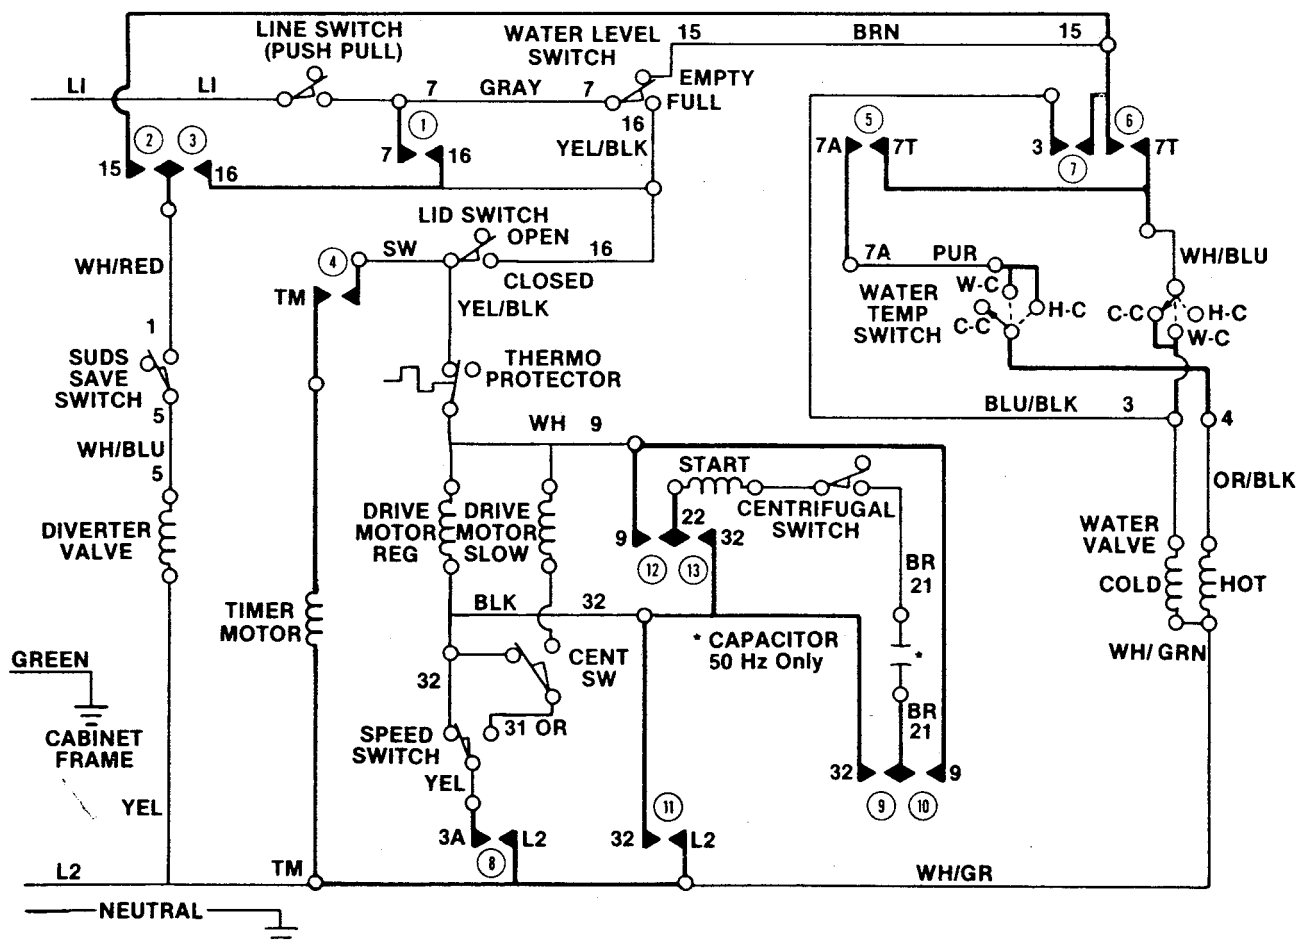 LINE SWITCH
(PUSH PULL)
WATER LEVEL
SWITCH
15
BRN
15
LI
LI
7
GRAY
7
EMPTY
FULL
16
YEL/BLK
1
7
16
2
3
15
16
5
7A
7T
3
7
6
7T
LID SWITCH
OPEN
SW
16
CLOSED
4
TM
YEL/BLK
WH/RED
7A
PUR
WH/BLU
WATER
TEMP
SWITCH
W-C
C-C
H-C
C-C
H-C
W-C
1
SUDS
SAVE
SWITCH
5
WH/BLU
5
THERMO
PROTECTOR
BLU/BLK
3
4
WH
9
START
22
CENTRIFUGAL
SWITCH
OR/BLK
DRIVE
MOTOR
REG
DRIVE
MOTOR
SLOW
9
32
12
13
DIVERTER
VALVE
WATER
VALVE
COLD
HOT
BR
21
BLK
32
TIMER
MOTOR
* CAPACITOR
50 Hz Only
*
WH/ GRN
GREEN
CENT
SW
32
31 OR
BR
21
CABINET
FRAME
SPEED
SWITCH
YEL
32
9
9
10
YEL
3A
L2
8
11
32
L2
L2
TM
WH/GR
NEUTRAL